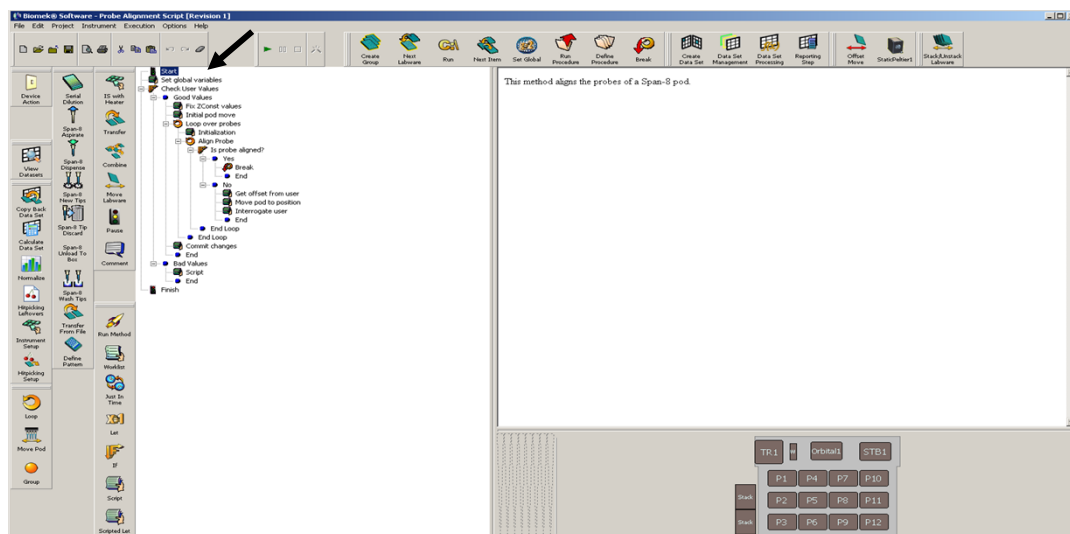 Biomek® Software - Probe Alignment Script [Revision 1]
File Edit Project Instrument Execution Options Help
Create Group
Next Labware
Run
Next Item
Set Global
Run Procedure
Define Procedure
Break
Create Data Set
Data Set Management
Data Set Processing
Reporting Step
Offset Move
StaticPeltier1
Stack/Unstack Labware
Device Action
View Datasets
Copy Back Data Set
Calculate Data Set
Normalize
Hitpicking Leftovers
Instrument Setup
Hitpicking Setup
Loop
Move Pod
Group
Serial Dilution
Span-8 Aspirate
Span-8 Dispense
Span-8 New Tips
Span-8 Tip Discard
Span-8 Unload To Box
Span-8 Wash Tips
Transfer From File
Define Pattern
IS with Heater
Transfer
Combine
Move Labware
Pause
Comment
Run Method
Worklist
Just In Time
Let
If
Script
Scripted Let
Start
Set global variables
Check User Values
Good Values
Fix ZConst values
Initial pod move
Loop over probes
Initialization
Align Probe
Is probe aligned?
Yes
Break
End
No
Get offset from user
Move pod to position
Interrogate user
End
End Loop
End Loop
Commit changes
End
Bad Values
Script
End
Finish
This method aligns the probes of a Span-8 pod.
TR1 Orbital1 STB1
P1 P4 P7 P10
Stack P2 P5 P8 P11
Stack P3 P6 P9 P12